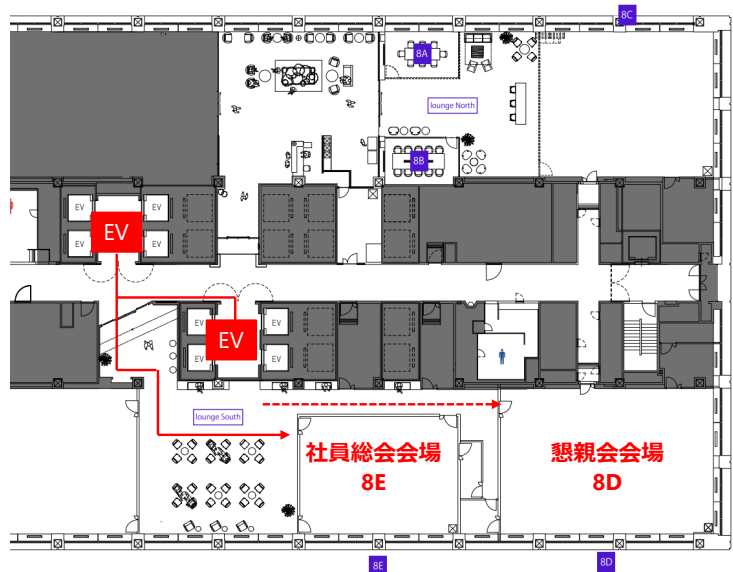 8C
8A
lounge North
8B
EV
EV
EV
EV
EV
EV
EV
EV
EV
EV
lounge South
社員総会会場
8E
懇親会会場
8D
8E
8D